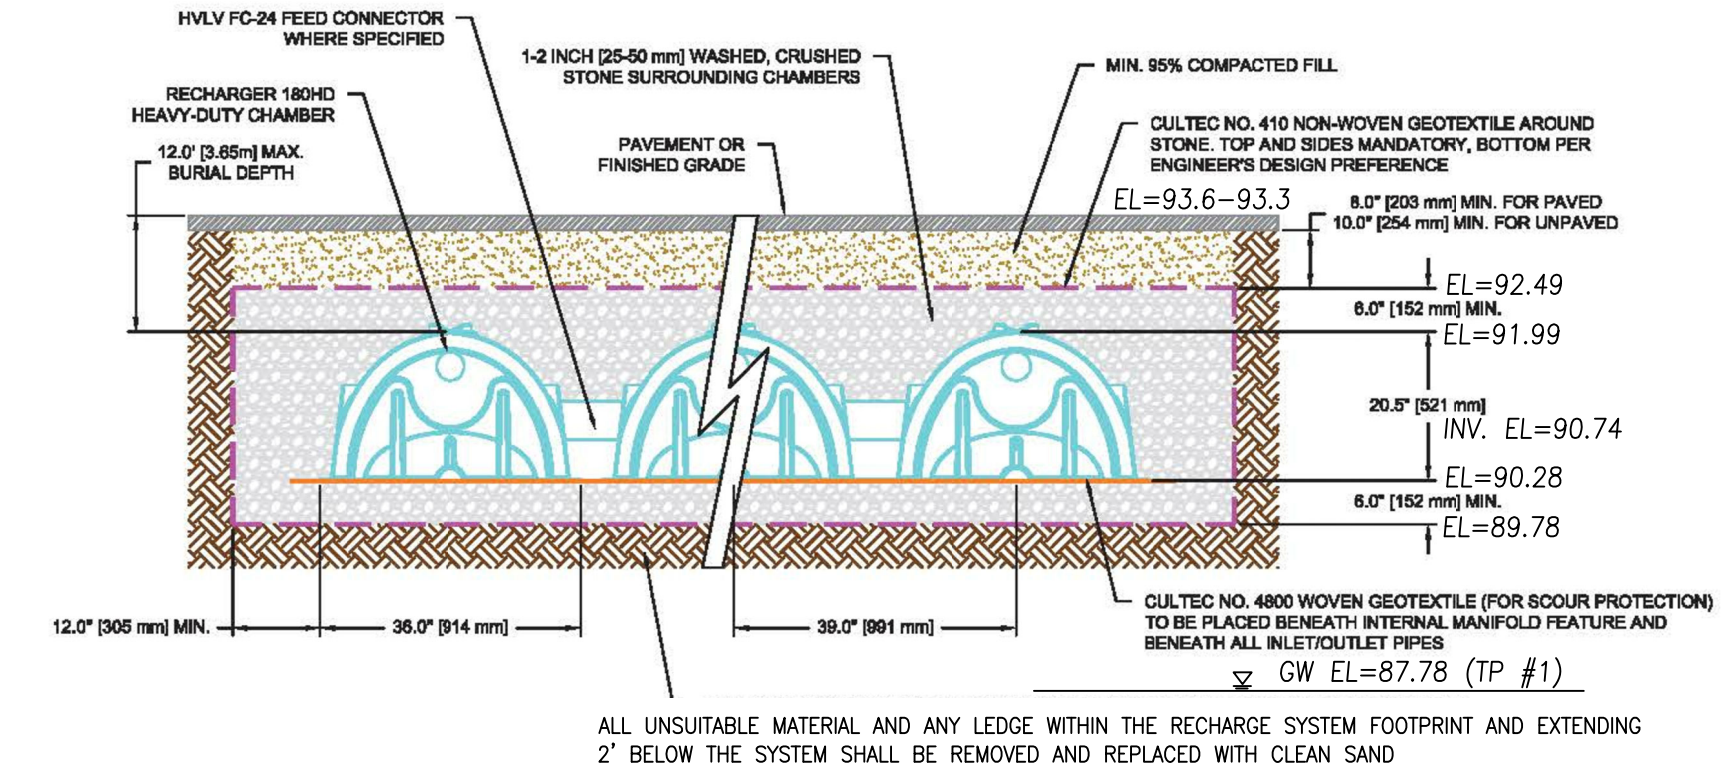 HVLV FC-24 FEED CONNECTOR
WHERE SPECIFIED
1-2 INCH [25-50 mm] WASHED, CRUSHED
STONE SURROUNDING CHAMBERS
MIN. 95% COMPACTED FILL
RECHARGER 180HD
HEAVY-DUTY CHAMBER
CULTEC NO. 410 NON-WOVEN GEOTEXTILE AROUND
STONE. TOP AND SIDES MANDATORY, BOTTOM PER
ENGINEER'S DESIGN PREFERENCE
12.0' [3.65m] MAX.
BURIAL DEPTH
PAVEMENT OR
FINISHED GRADE
EL=93.6-93.3
8.0" [203 mm] MIN. FOR PAVED
10.0" [254 mm] MIN. FOR UNPAVED
EL=92.49
6.0" [152 mm] MIN.
EL=91.99
20.5" [521 mm]
INV. EL=90.74
EL=90.28
6.0" [152 mm] MIN.
EL=89.78
12.0" [305 mm] MIN.
36.0" [914 mm]
39.0" [991 mm]
CULTEC NO. 4800 WOVEN GEOTEXTILE (FOR SCOUR PROTECTION)
TO BE PLACED BENEATH INTERNAL MANIFOLD FEATURE AND
BENEATH ALL INLET/OUTLET PIPES
GW EL=87.78 (TP #1)
ALL UNSUITABLE MATERIAL AND ANY LEDGE WITHIN THE RECHARGE SYSTEM FOOTPRINT AND EXTENDING
2' BELOW THE SYSTEM SHALL BE REMOVED AND REPLACED WITH CLEAN SAND